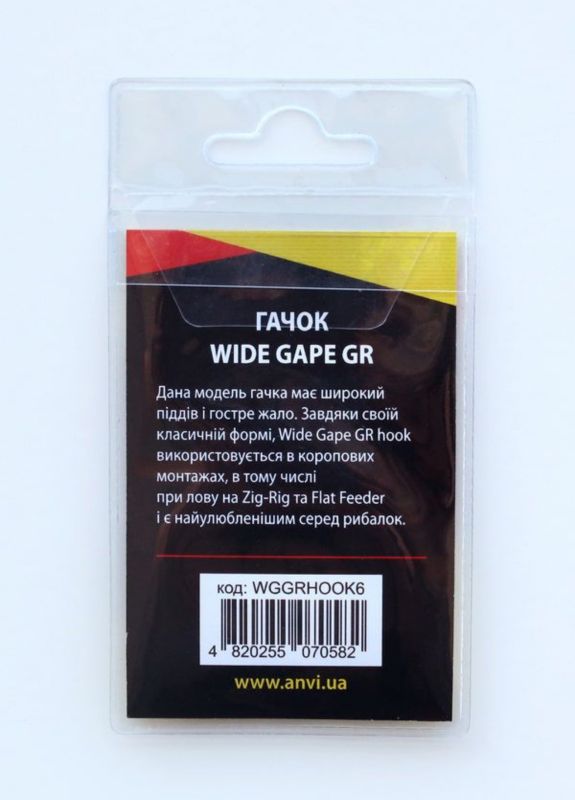 ГАЧОК
WIDE GAPE GR
Дана модель гачка має широкий
піддів і гостре жало. Завдяки своїй
класичній формі, Wide Gape GR hook
використовується в коропових
монтажах, в тому числі
при лову на Zig-Rig та Flat Feeder
і є найулюбленішим серед рибалок.
код: WGGRHOOK6
4 820255 070582
www.anvi.ua